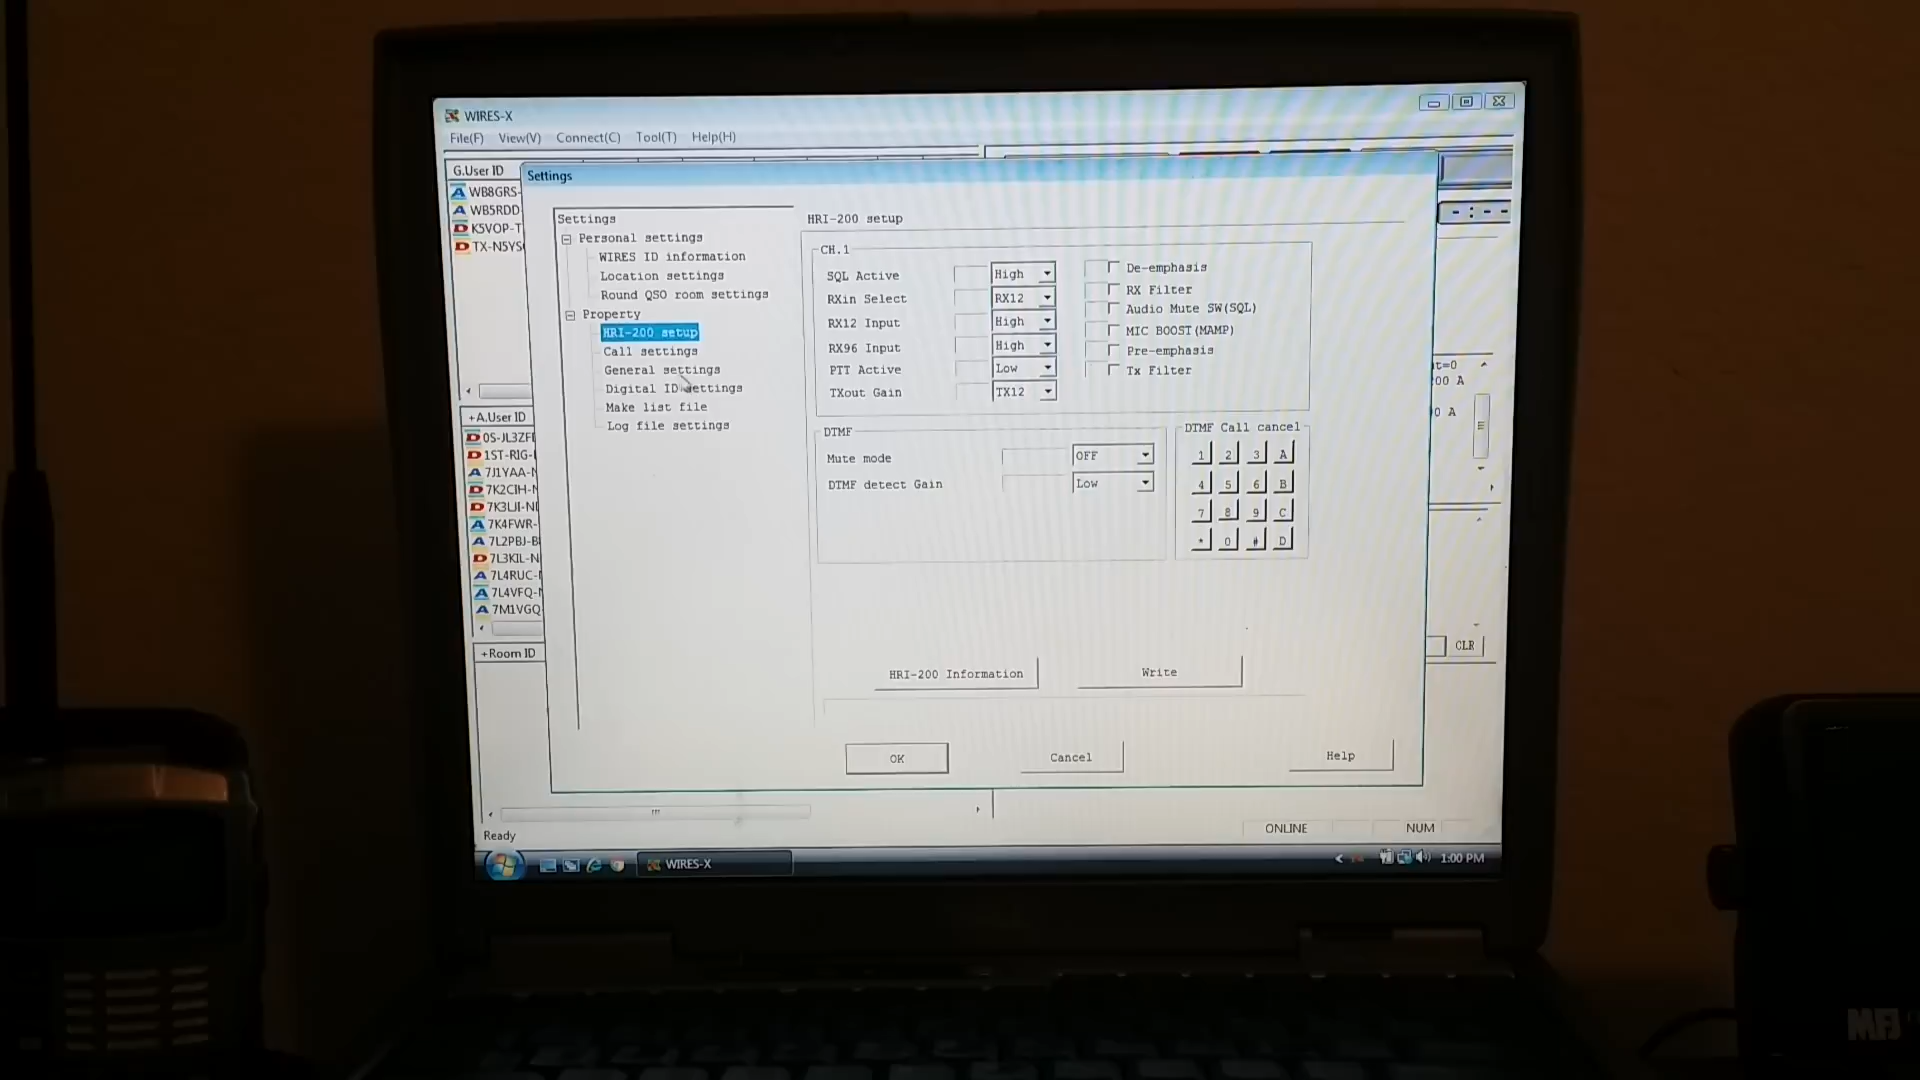 WIRES-X
File(F) View(V) Connect(C) Tool(T) Help(H)
G.User ID
WB8GRS-
WB5RDD
K5VOP-T
TX-N5YS
+A.User ID
0S-JL3ZF
1ST-RIG-
7J1YAA-
7K2CIH-
7K3LJI-
7K4FWR-
7L2PBJ-B
7L3KIL-N
7L4RUC-
7L4VFQ-
7M1VGQ
+Room ID
Settings
Settings
Personal settings
WIRES ID information
Location settings
Round QSO room settings
Property
HRI-200 setup
Call settings
General settings
Digital ID settings
Make list file
Log file settings
HRI-200 setup
CH.1
SQL Active High
RXin Select RX12
RX12 Input High
RX96 Input High
PTT Active Low
TXout Gain TX12
De-emphasis
RX Filter
Audio Mute SW(SQL)
MIC BOOST(MAMP)
Pre-emphasis
Tx Filter
DTMF
Mute mode OFF
DTMF detect Gain Low
DTMF Call cancel
1 2 3 A
4 5 6 B
7 8 9 C
* 0 # D
HRI-200 Information
Write
OK
Cancel
Help
- : - -
t=0
00 A
0 A
CLR
Ready
ONLINE
NUM
WIRES-X
1:00 PM
MFJ